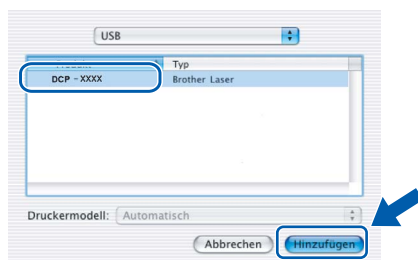 USB
Typ
DCP - XXXX Brother Laser
Druckermodell: Automatisch
Abbrechen Hinzufügen